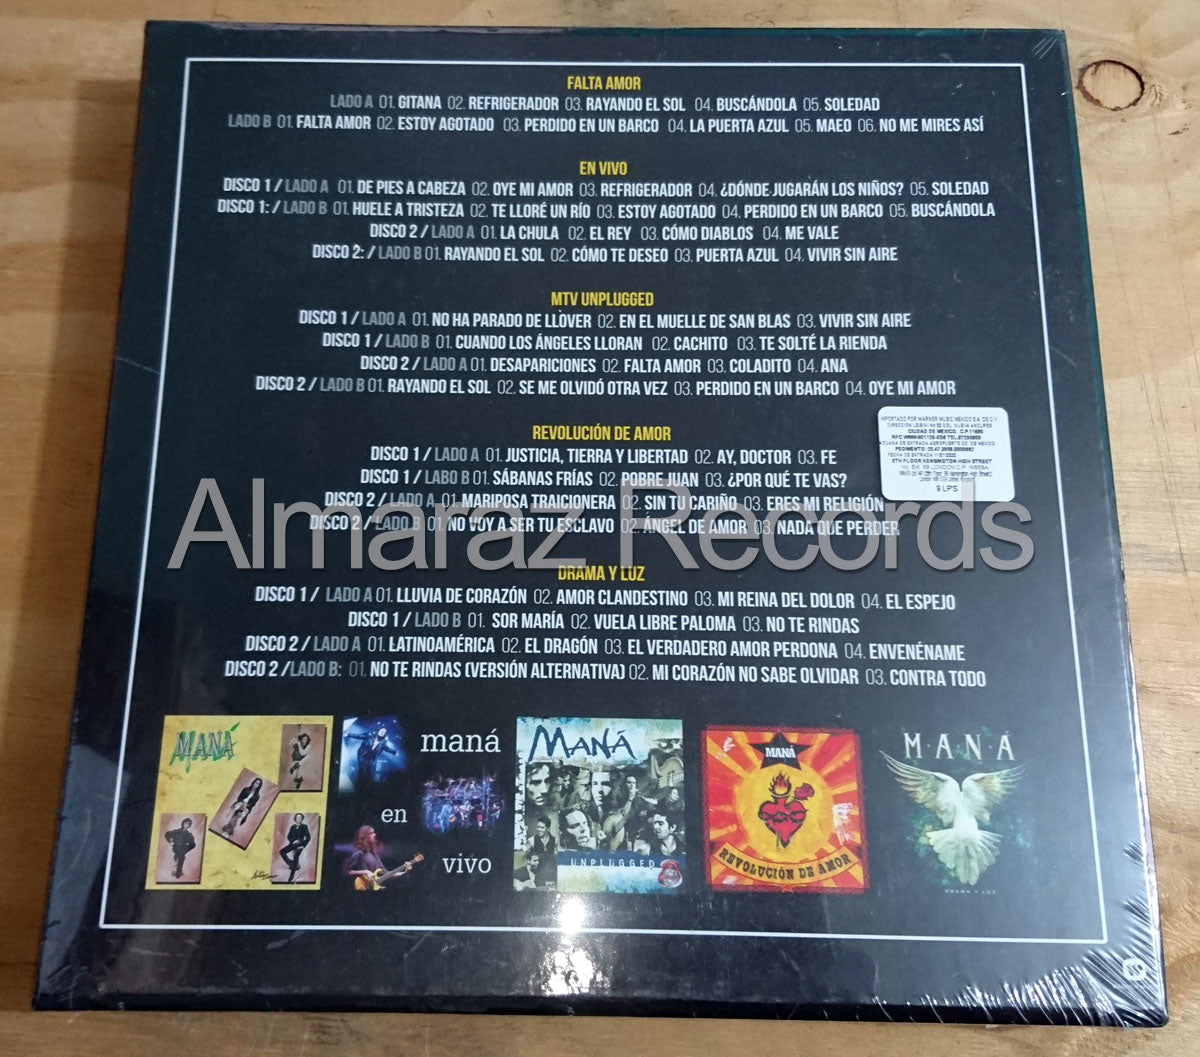 FALTA AMOR
LADO A 01. GITANA 02. REFRIGERADOR 03. RAYANDO EL SOL 04. BUSCÁNDOLA 05. SOLEDAD
LADO B 01. FALTA AMOR 02. ESTOY AGOTADO 03. PERDIDO EN UN BARCO 04. LA PUERTA AZUL 05. MAEO 06. NO ME MIRES ASÍ
EN VIVO
DISCO 1 / LADO A 01. DE PIES A CABEZA 02. OYE MI AMOR 03. REFRIGERADOR 04. ¿DÓNDE JUGARÁN LOS NIÑOS? 05. SOLEDAD
DISCO 1: / LADO B 01. HUELE A TRISTEZA 02. TE LLORÉ UN RÍO 03. ESTOY AGOTADO 04. PERDIDO EN UN BARCO 05. BUSCÁNDOLA
DISCO 2 / LADO A 01. LA CHULA 02. EL REY 03. CÓMO DIABLOS 04. ME VALE
DISCO 2: / LADO B 01. RAYANDO EL SOL 02. CÓMO TE DESEO 03. PUERTA AZUL 04. VIVIR SIN AIRE
MTV UNPLUGGED
DISCO 1 / LADO A 01. NO HA PARADO DE LLOVER 02. EN EL MUELLE DE SAN BLAS 03. VIVIR SIN AIRE
DISCO 1 / LADO B 01. CUANDO LOS ÁNGELES LLORAN 02. CACHITO 03. TE SOLTÉ LA RIENDA
DISCO 2 / LADO A 01. DESAPARICIONES 02. FALTA AMOR 03. COLADITO 04. ANA
DISCO 2 / LADO B 01. RAYANDO EL SOL 02. SE ME OLVIDÓ OTRA VEZ 03. PERDIDO EN UN BARCO 04. OYE MI AMOR
IMPORTADO POR WARNER MUSIC MEXICO S.A. DE C.V.
CIUDAD DE MEXICO, C.P. 11590
9 LP'S
REVOLUCIÓN DE AMOR
DISCO 1 / LADO A 01. JUSTICIA, TIERRA Y LIBERTAD 02. AY, DOCTOR 03. FE
DISCO 1 / LABO B 01. SÁBANAS FRÍAS 02. POBRE JUAN 03. ¿POR QUÉ TE VAS?
DISCO 2 / LADO A 01. MARIPOSA TRAICIONERA 02. SIN TU CARIÑO 03. ERES MI RELIGIÓN
DISCO 2 / LADO B 01. NO VOY A SER TU ESCLAVO 02. ÁNGEL DE AMOR 03. NADA QUE PERDER
Almaraz Records
DRAMA Y LUZ
DISCO 1 / LADO A 01. LLUVIA DE CORAZÓN 02. AMOR CLANDESTINO 03. MI REINA DEL DOLOR 04. EL ESPEJO
DISCO 1 / LADO B 01. SOR MARÍA 02. VUELA LIBRE PALOMA 03. NO TE RINDAS
DISCO 2 / LADO A 01. LATINOAMÉRICA 02. EL DRAGÓN 03. EL VERDADERO AMOR PERDONA 04. ENVENÉNAME
DISCO 2 /LADO B: 01. NO TE RINDAS (VERSIÓN ALTERNATIVA) 02. MI CORAZÓN NO SABE OLVIDAR 03. CONTRA TODO
MANÁ
maná
en
vivo
MANÁ
UNPLUGGED
MANÁ
REVOLUCIÓN DE AMOR
MANÁ
DRAMA Y LUZ